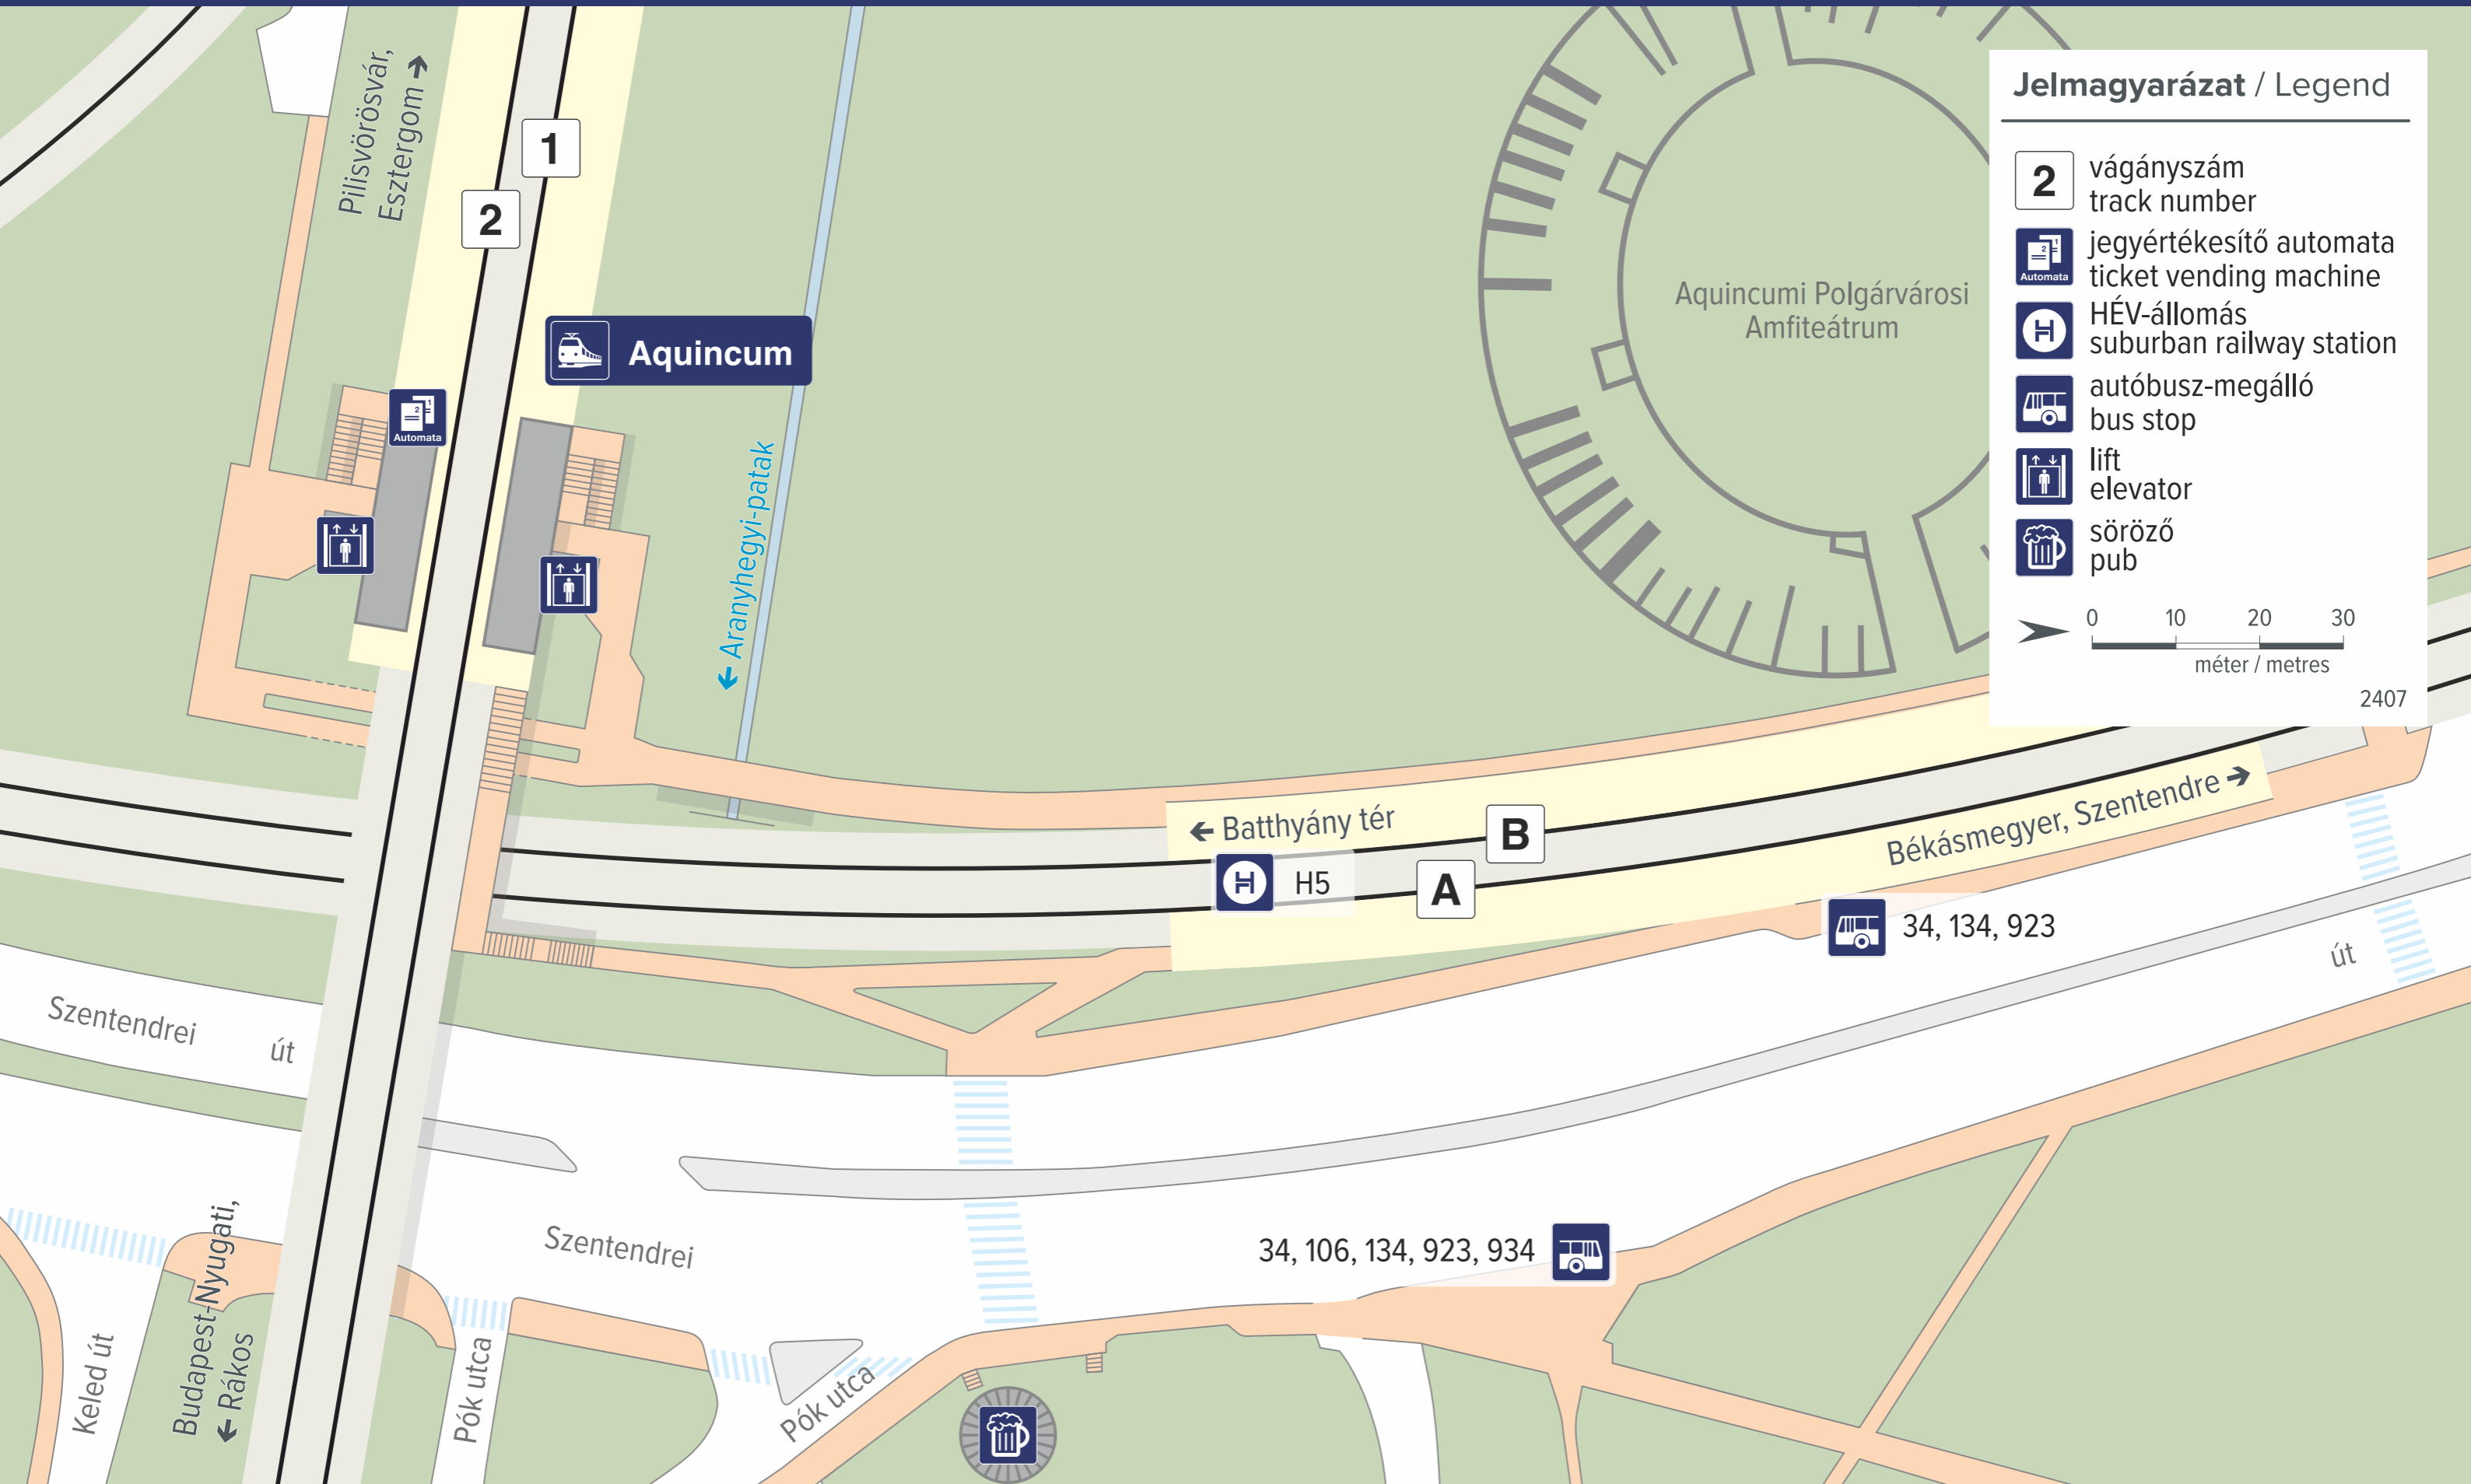 Pilisvörösvár,
Esztergom →
1
2
Aquincum
Automata
← Aranyhegyi-patak
Aquincumi Polgárvárosi
Amfiteátrum
Jelmagyarázat / Legend
2 vágányszám
track number
Automata
jegyértékesítő automata
ticket vending machine
HÉV-állomás
suburban railway station
autóbusz-megálló
bus stop
lift
elevator
söröző
pub
0 10 20 30
méter / metres
2407
← Batthyány tér
B
H H5
A
Békásmegyer, Szentendre →
34, 134, 923
út
Szentendrei út
Szentendrei
34, 106, 134, 923, 934
Budapest-Nyugati,
← Rákos
Keled út
Pók utca
Pók utca